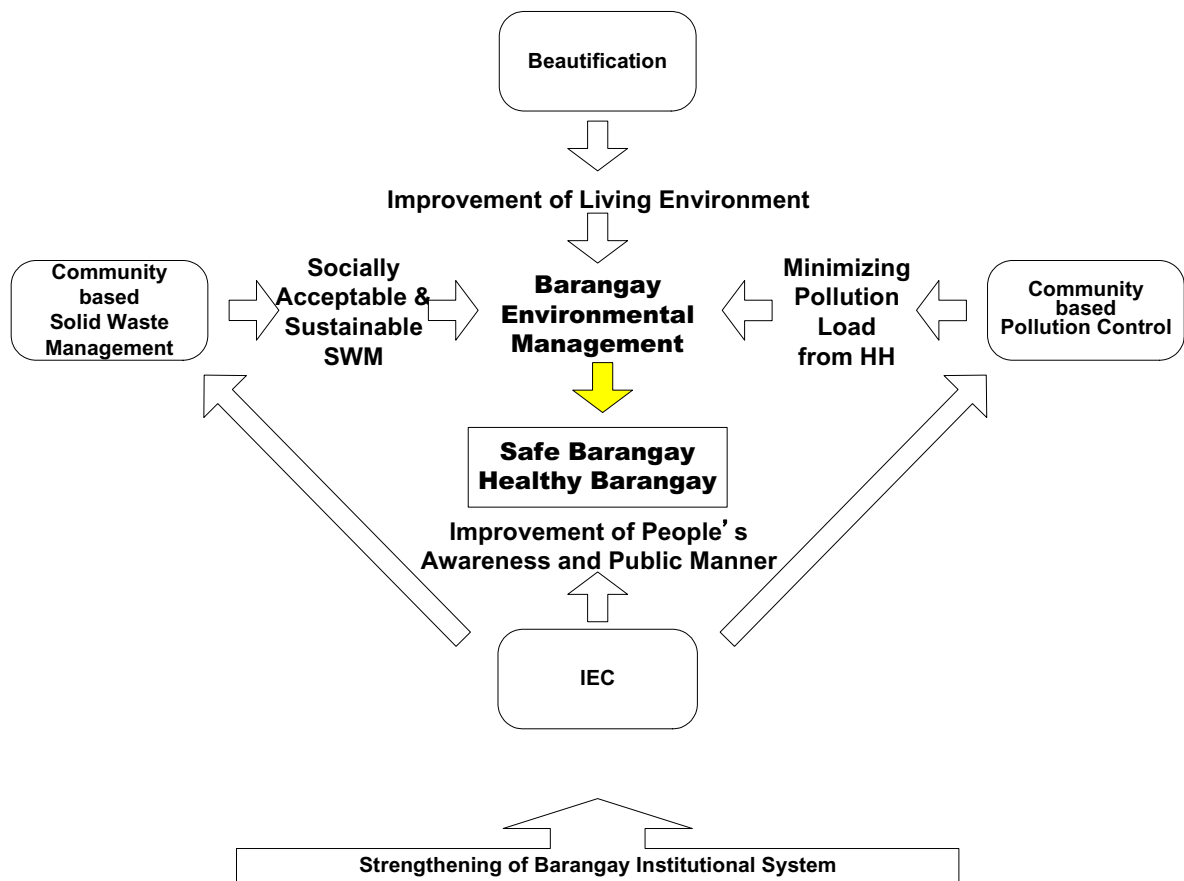 Beautification
Improvement of Living Environment
Community
based
Solid Waste
Management
Socially
Acceptable &
Sustainable
SWM
Barangay
Environmental
Management
Minimizing
Pollution
Load
from HH
Community
based
Pollution Control
Safe Barangay
Healthy Barangay
Improvement of People’s
Awareness and Public Manner
IEC
Strengthening of Barangay Institutional System